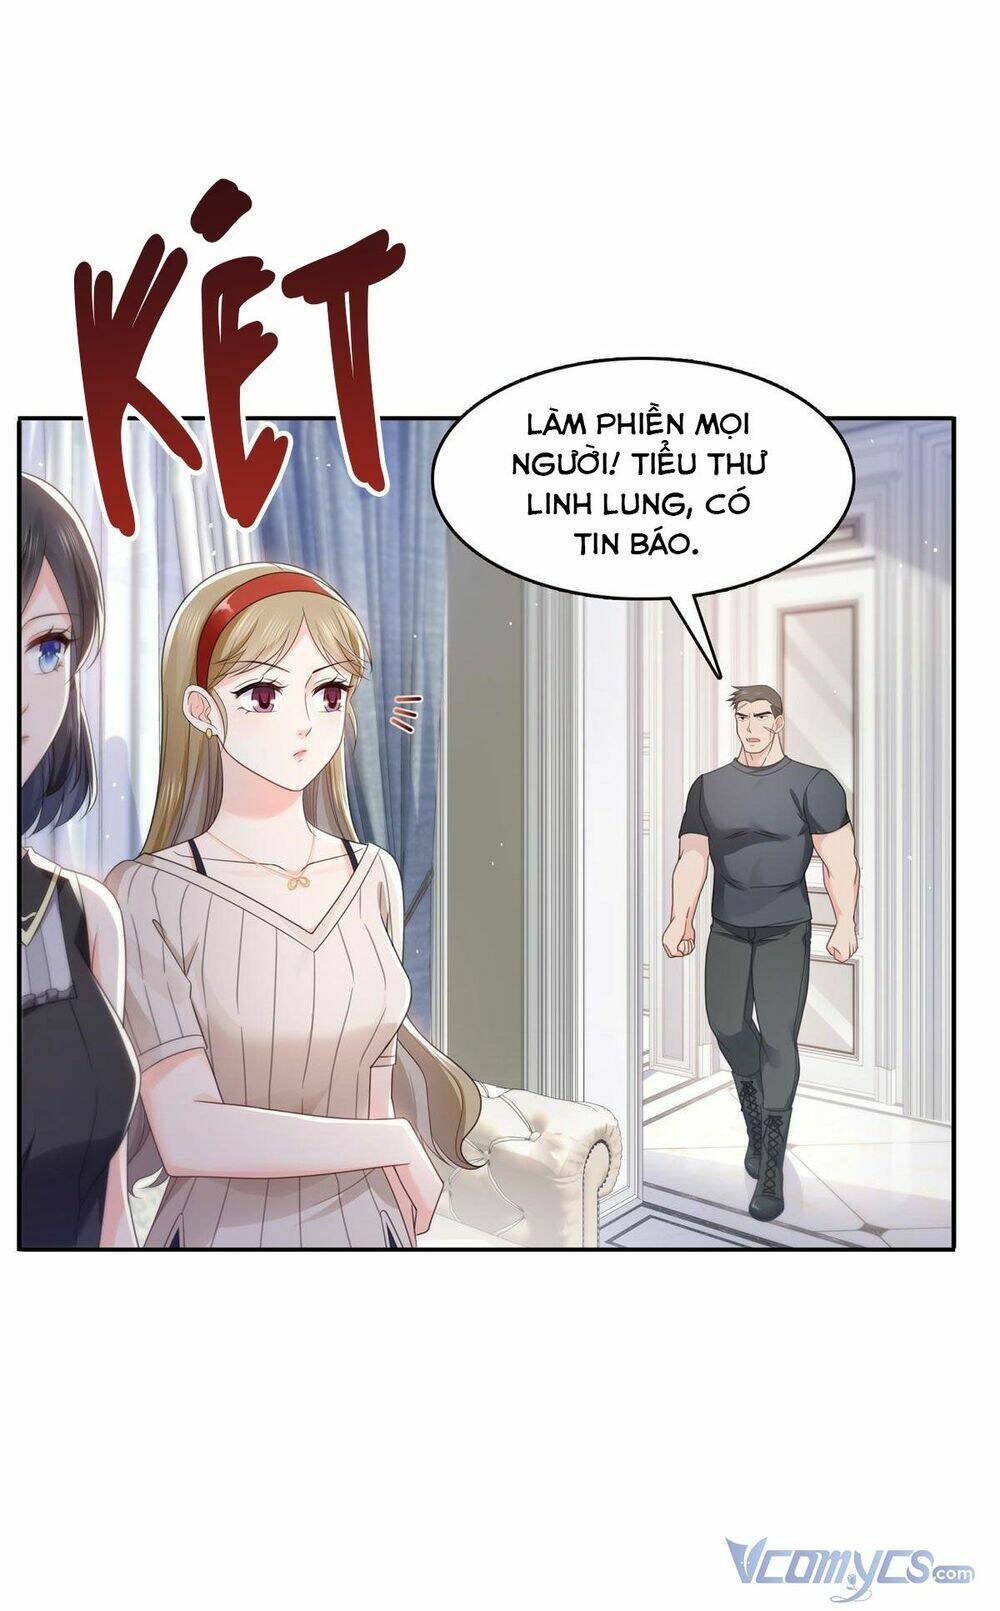 KÉT
LÀM PHIỀN MỌI
NGƯỜI! TIỂU THƯ
LINH LUNG, CÓ
TIN BÁO.
VCOMYCS.com